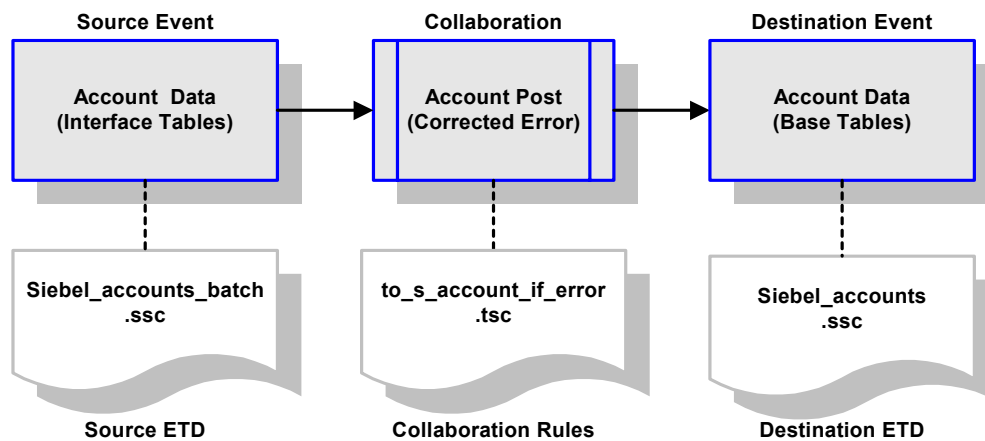 Source Event
Collaboration
Destination Event
Account Data
(Interface Tables)
Account Post
(Corrected Error)
Account Data
(Base Tables)
Siebel_accounts_batch
.ssc
to_s_account_if_error
.tsc
Siebel_accounts
.ssc
Source ETD
Collaboration Rules
Destination ETD